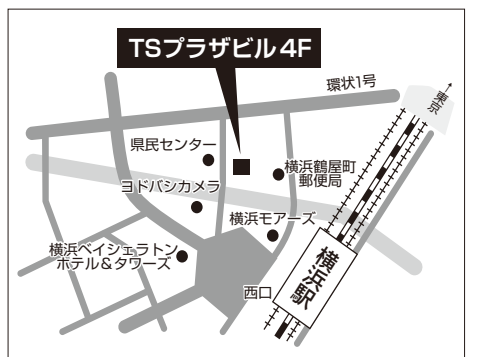 TSプラザビル4F
環状1号
東京
県民センター
横浜鶴屋町
郵便局
ヨドバシカメラ
横浜モアーズ
横浜ベイシェラトン
ホテル&タワーズ
横浜駅
西口